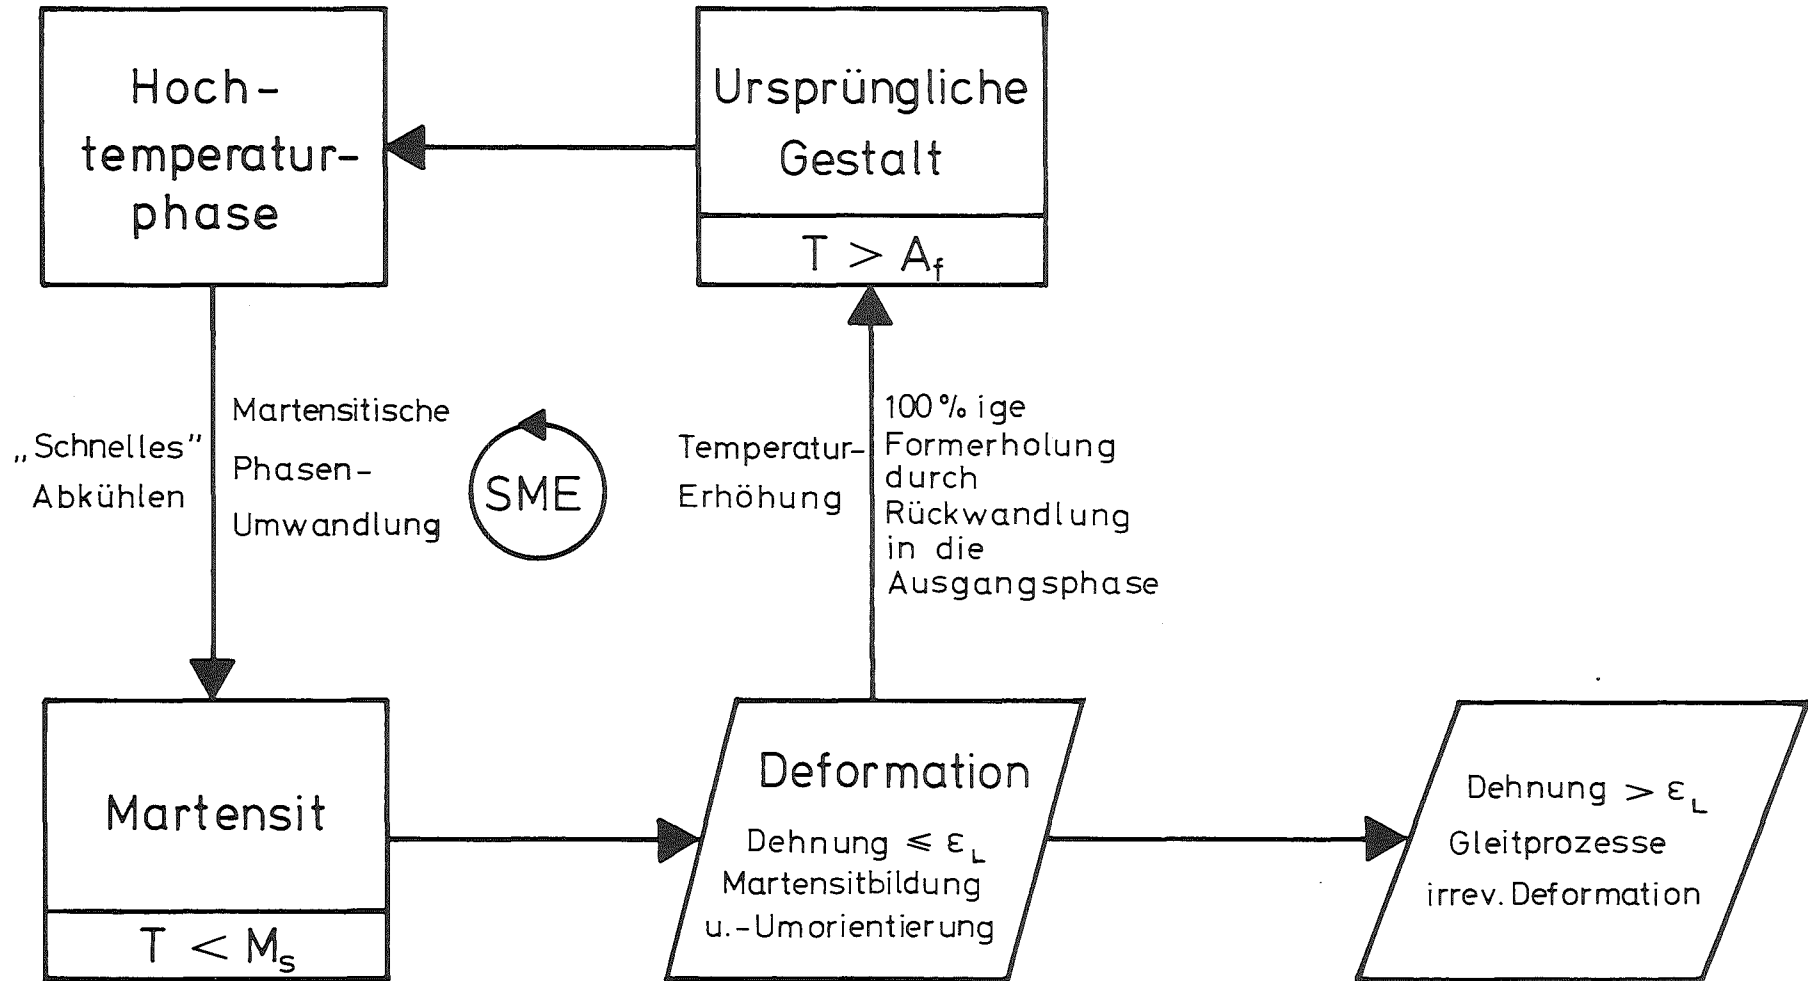 Hoch-
temperatur-
phase
Ursprüngliche
Gestalt
T > A_f
„Schnelles”
Abkühlen
Martensitische
Phasen-
Umwandlung
SME
Temperatur-
Erhöhung
100% ige
Formerholung
durch
Rückwandlung
in die
Ausgangsphase
Martensit
T < M_s
Deformation
Dehnung ⩽ ε_L
Martensitbildung
u.-Umorientierung
Dehnung > ε_L
Gleitprozesse
irrev. Deformation